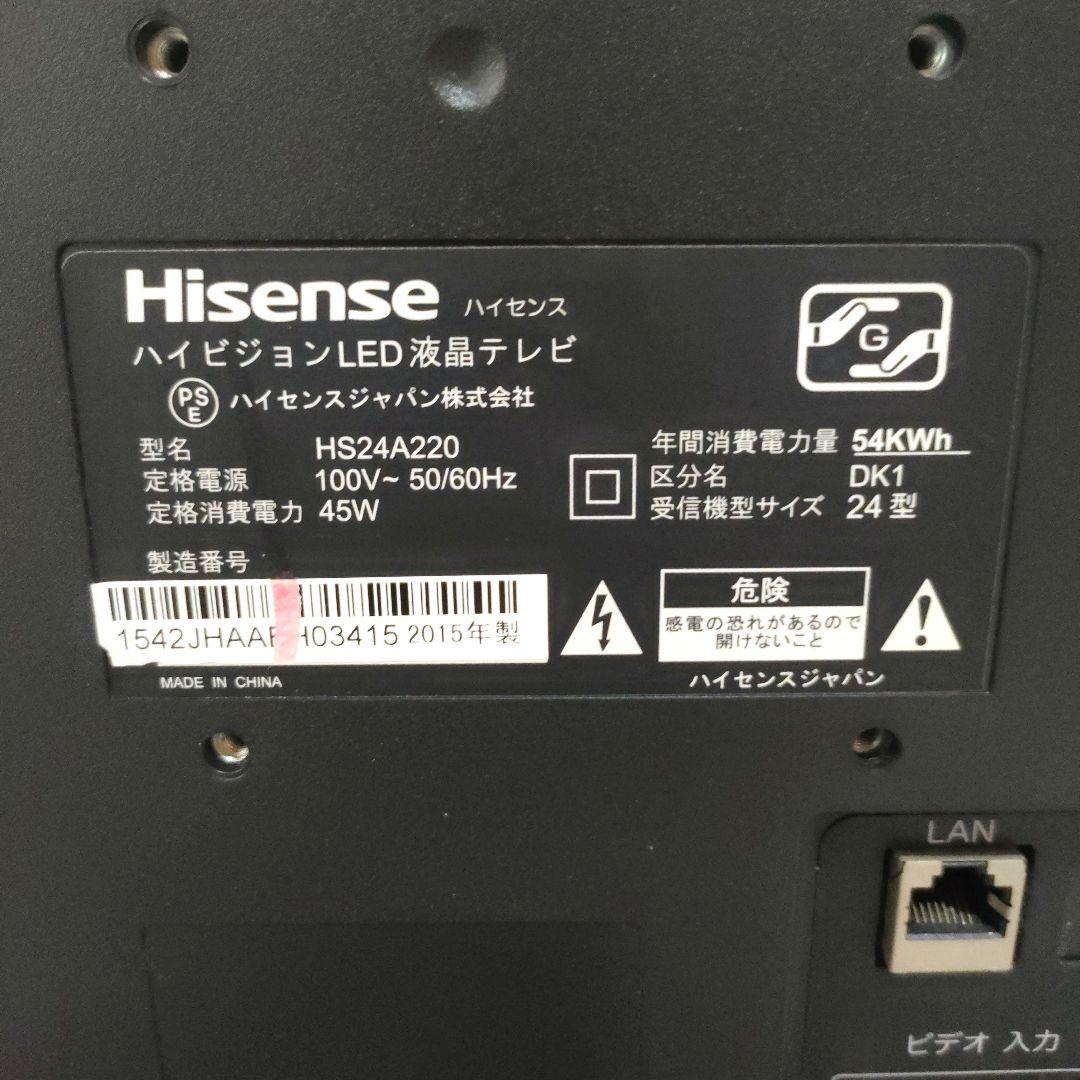 Hisense ハイセンス
ハイビジョンLED液晶テレビ
PS
E
ハイセンスジャパン株式会社
G
型名 HS24A220
定格電源 100V~ 50/60Hz
定格消費電力 45W
年間消費電力量 54KWh
区分名 DK1
受信機型サイズ 24型
製造番号
1542JHAA H03415 2015年製
MADE IN CHINA
危険
感電の恐れがあるので
開けないこと
ハイセンスジャパン
LAN
ビデオ 入力